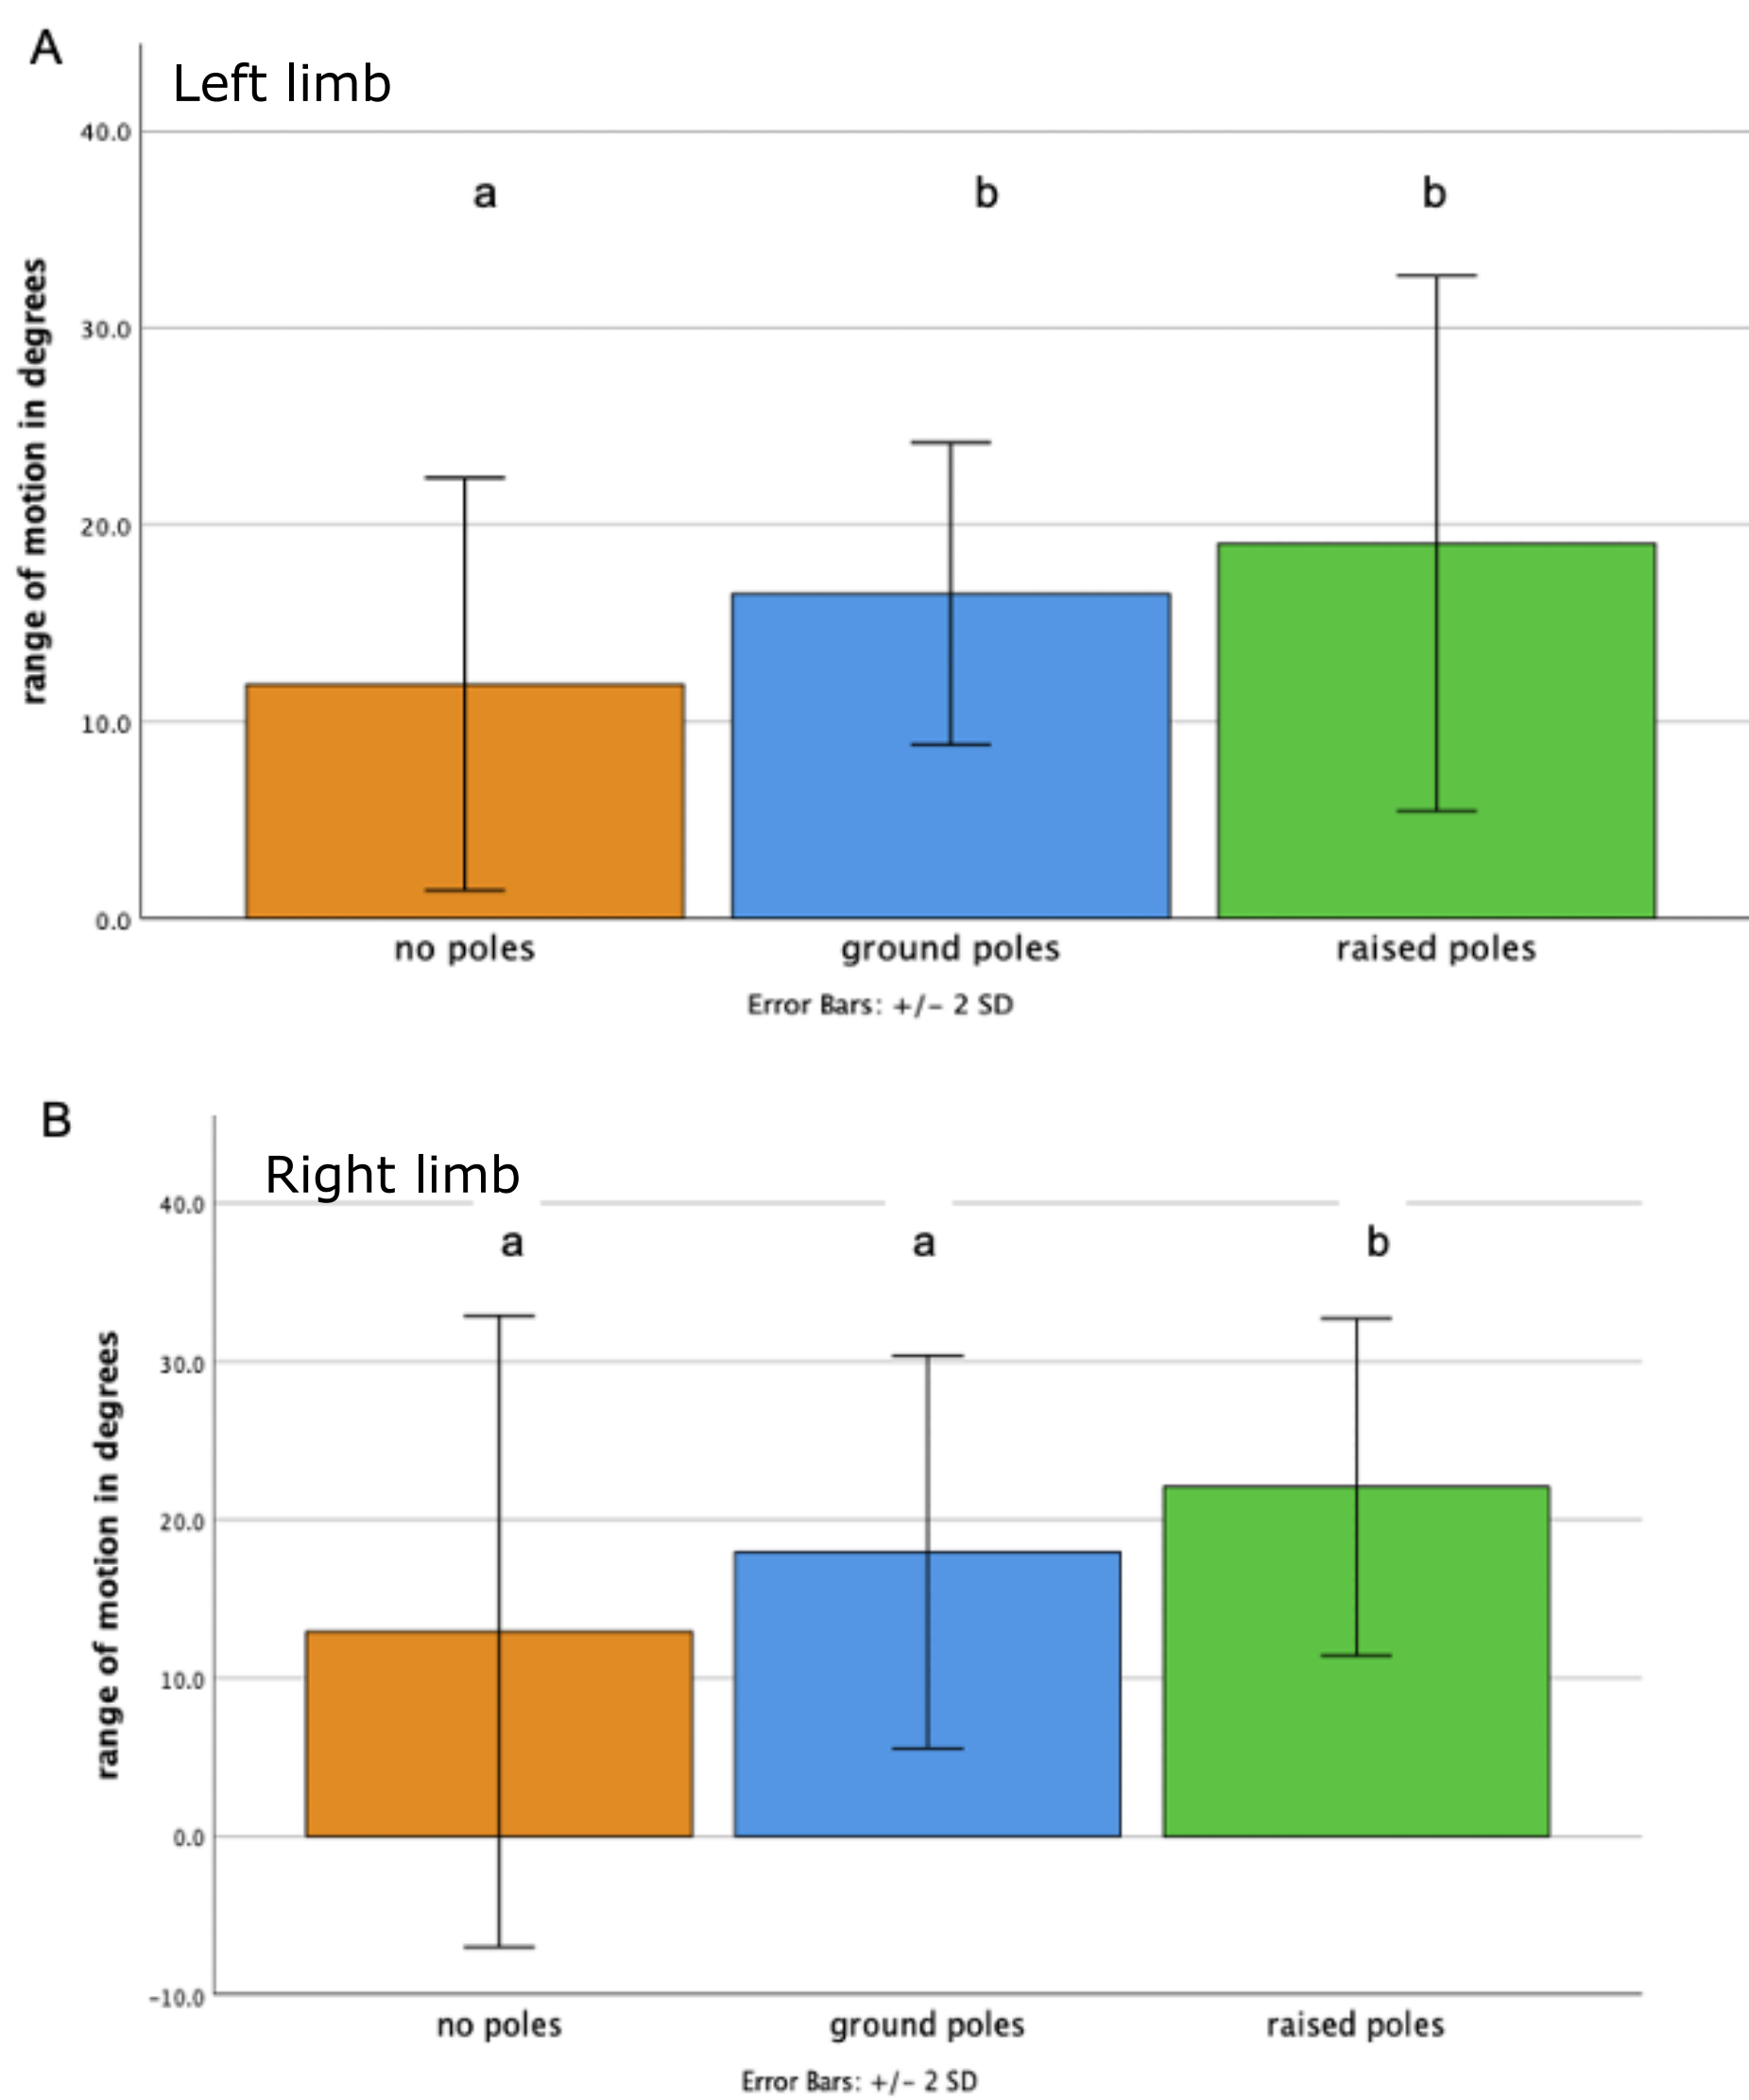 A
Left limb
40.0
a b b
30.0
20.0
10.0
0.0
range of motion in degrees
no poles ground poles raised poles
Error Bars: +/− 2 SD
B
Right limb
40.0
a a b
30.0
20.0
10.0
0.0
−10.0
range of motion in degrees
no poles ground poles raised poles
Error Bars: +/− 2 SD